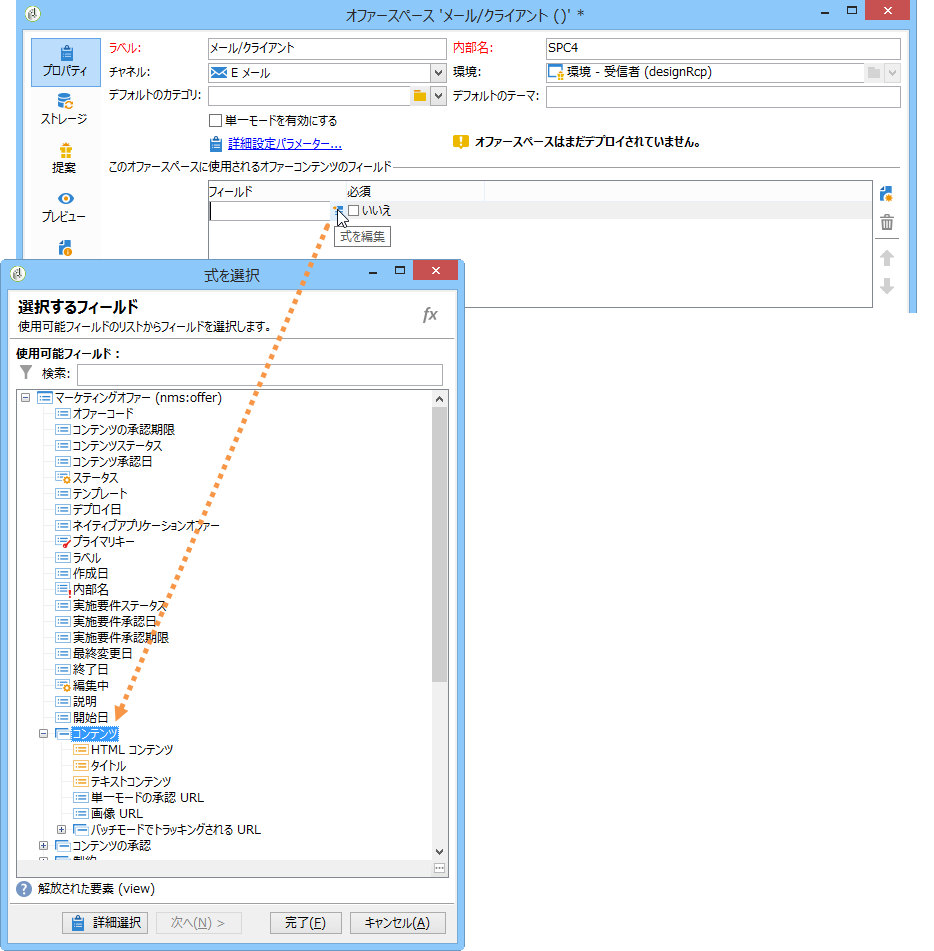 オファースペース 'メール/クライアント ()' *
プロパティ
ストレージ
提案
プレビュー
ラベル:
メール/クライアント
内部名:
SPC4
チャネル:
E メール
環境:
環境 - 受信者 (designRcp)
デフォルトのカテゴリ:
デフォルトのテーマ:
単一モードを有効にする
詳細設定パラメーター...
オファースペースはまだデプロイされていません。
このオファースペースに使用されるオファーコンテンツのフィールド
フィールド
必須
いいえ
式を編集
式を選択
選択するフィールド
使用可能フィールドのリストからフィールドを選択します。
fx
使用可能フィールド :
検索:
マーケティングオファー (nms:offer)
オファーコード
コンテンツの承認期限
コンテンツステータス
コンテンツ承認日
ステータス
テンプレート
デプロイ日
ネイティブアプリケーションオファー
プライマリキー
ラベル
作成日
内部名
実施要件ステータス
実施要件承認日
実施要件承認期限
最終変更日
終了日
編集中
説明
開始日
コンテンツ
HTML コンテンツ
タイトル
テキストコンテンツ
単一モードの承認 URL
画像 URL
バッチモードでトラッキングされる URL
コンテンツの承認
解放された要素 (view)
詳細選択
次へ(N) >
完了(F)
キャンセル(A)